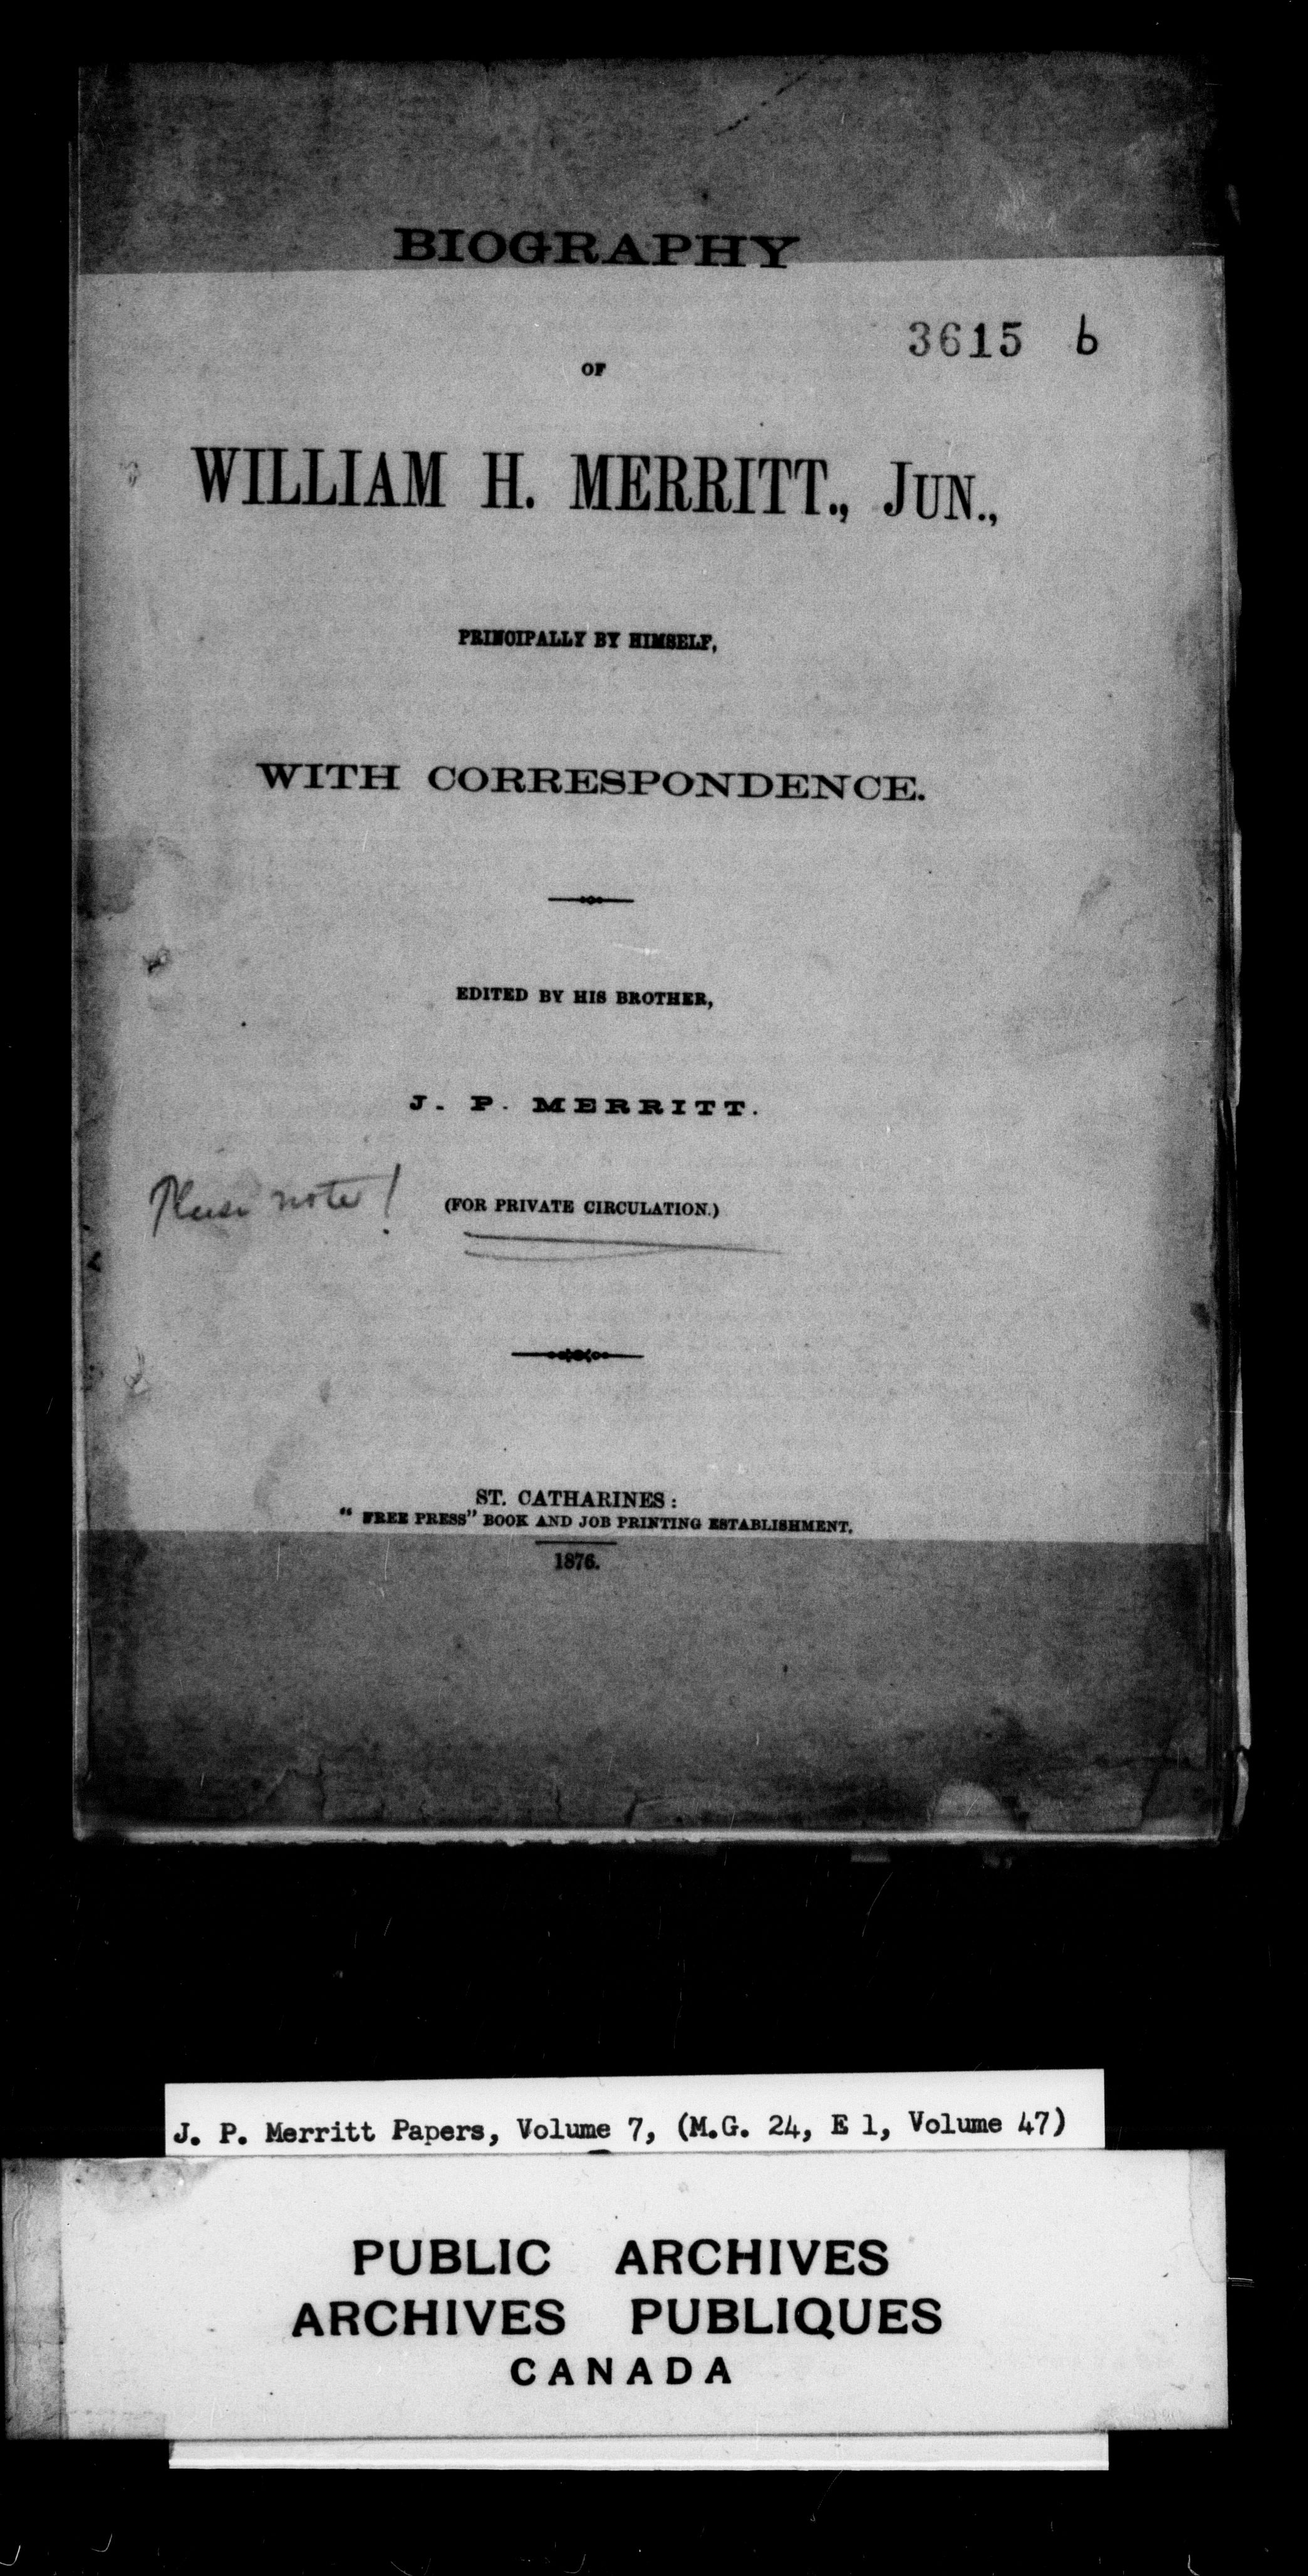 BIOGRAPHY
3615 b
OF
WILLIAM H. MERRITT., JUN.,
PRINCIPALLY BY HIMSELF,
WITH CORRESPONDENCE.
EDITED BY HIS BROTHER,
J. P. MERRITT.
Please note! (FOR PRIVATE CIRCULATION.)
ST. CATHARINES:
"FREE PRESS" BOOK AND JOB PRINTING ESTABLISHMENT.
1876.
J. P. Merritt Papers, Volume 7, (M.G. 24, E 1, Volume 47)
PUBLIC ARCHIVES
ARCHIVES PUBLIQUES
CANADA